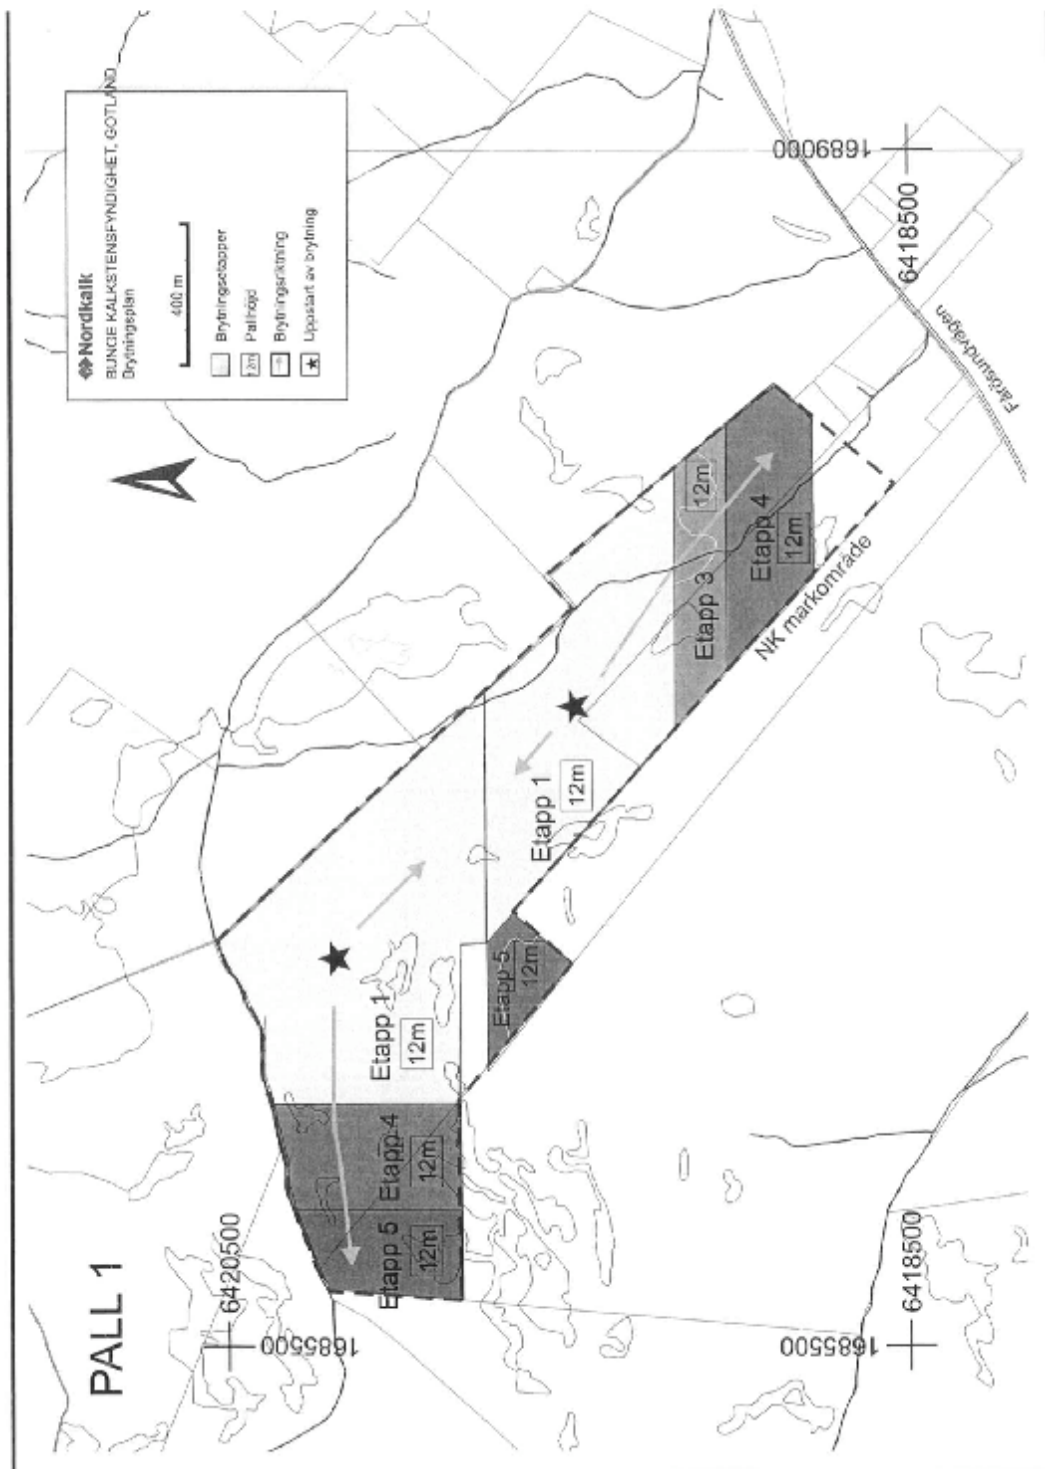 PALL 1
Nordkalk
BUNGE KALKSTENSFYNDIGHET, GOTLAND
Brytningsplan
400 m
Brytningsetapper
12m Pallhöjd
Brytningsriktning
Uppstart av brytning
6420500
1685500
Etapp 5
12m
Etapp 4
12m
Etapp 1
12m
Etapp 5
12m
Etapp 1
12m
Etapp 3
12m
Etapp 4
12m
NK markområde
Fårösundvägen
1689000
6418500
1685500
6418500